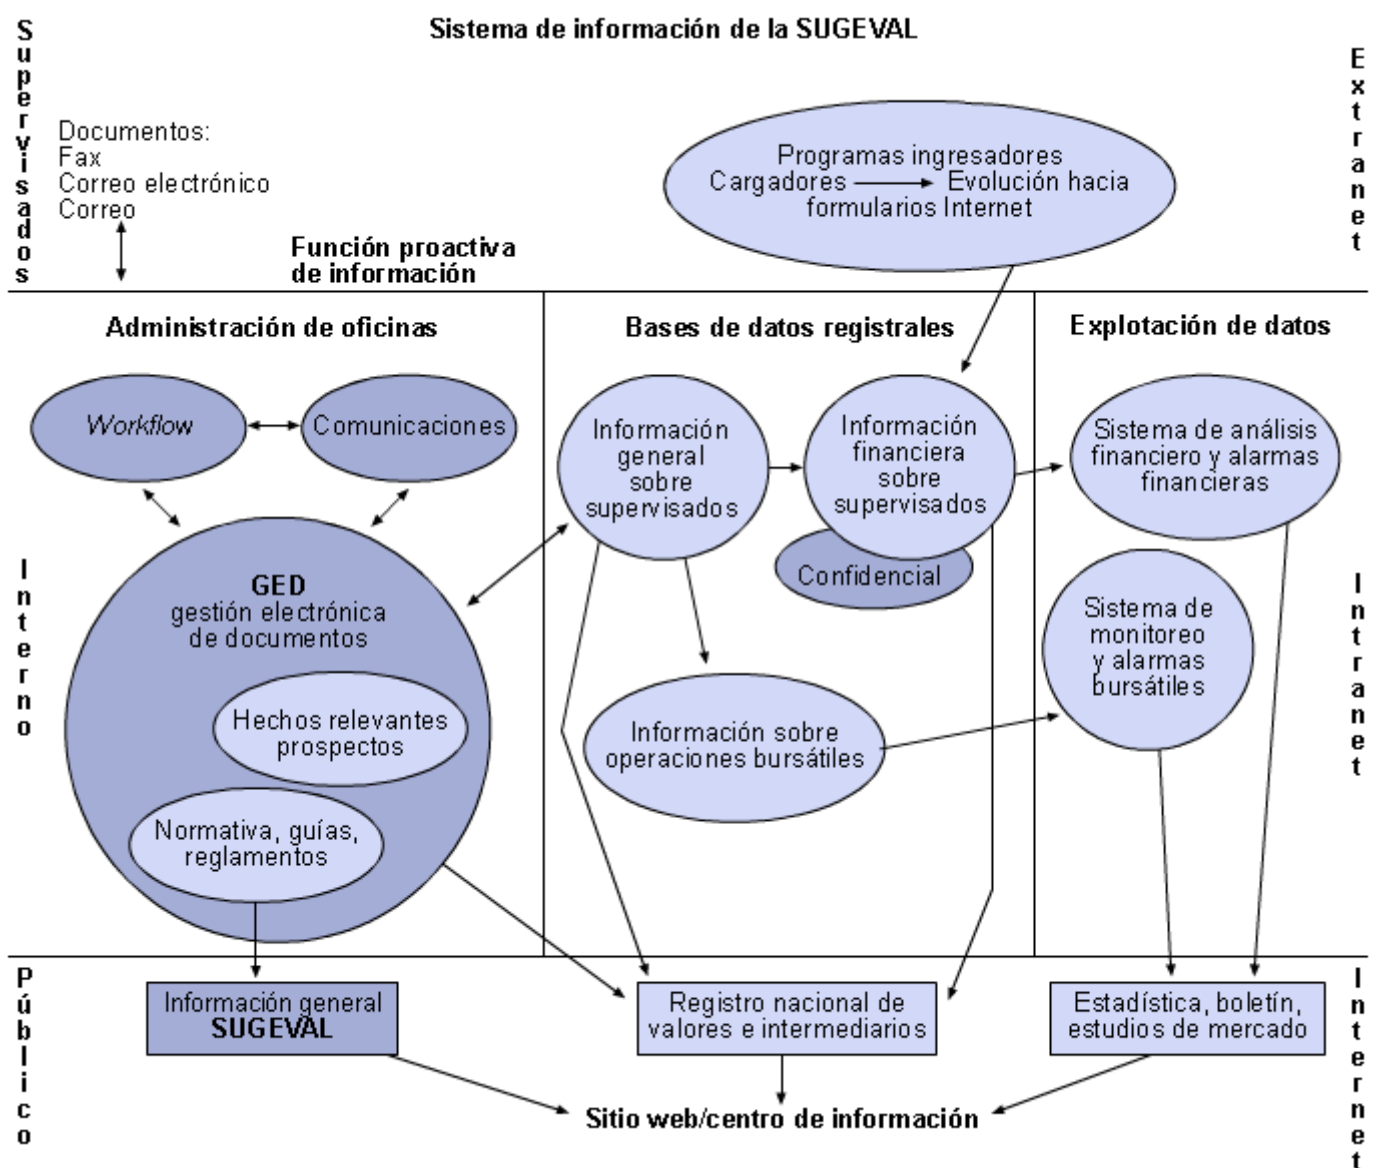 Sistema de información de la SUGEVAL
Supervisados
Extranet
Documentos:
Fax
Correo electrónico
Correo
Programas ingresadores
Cargadores Evolución hacia
formularios Internet
Función proactiva
de información
Administración de oficinas
Bases de datos registrales
Explotación de datos
Workflow
Comunicaciones
Información
general
sobre
supervisados
Información
financiera
sobre
supervisados
Confidencial
Sistema de análisis
financiero y alarmas
financieras
Interno
Intranet
GED
gestión electrónica
de documentos
Sistema de
monitoreo
y alarmas
bursátiles
Hechos relevantes
prospectos
Información sobre
operaciones bursátiles
Normativa, guías,
reglamentos
Público
Internet
Información general
SUGEVAL
Registro nacional de
valores e intermediarios
Estadística, boletín,
estudios de mercado
Sitio web/centro de información